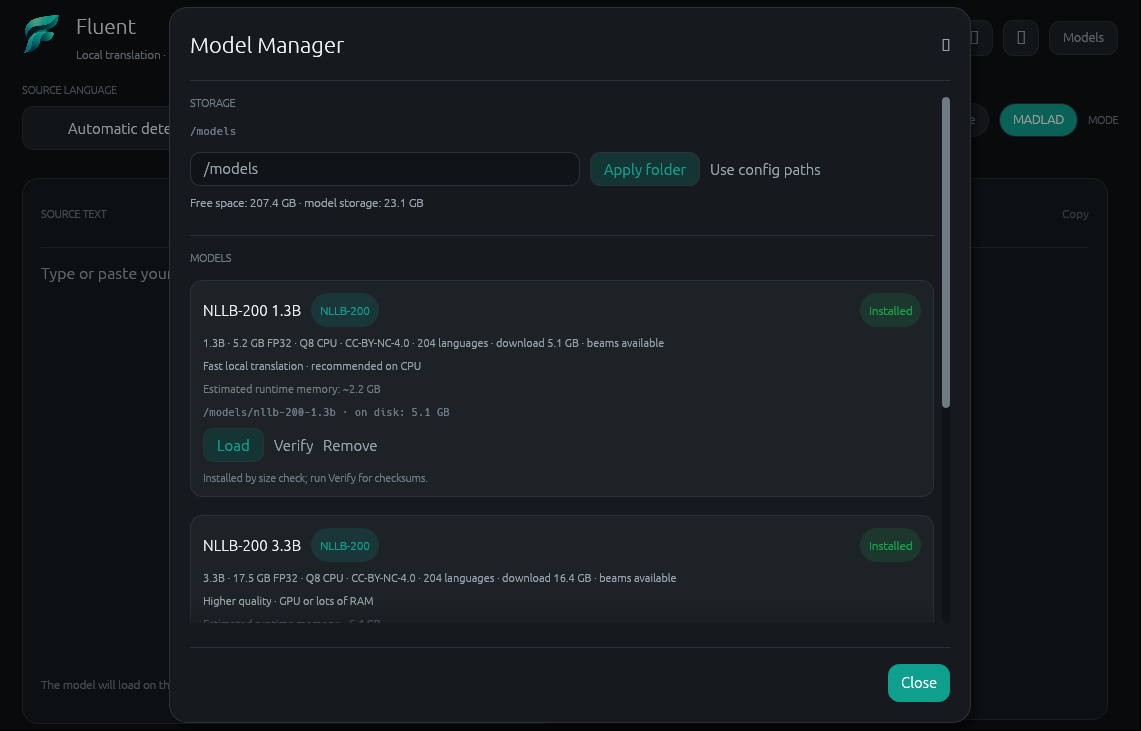 Fluent
Local translation ·
Models
SOURCE LANGUAGE
Automatic dete
e
MADLAD
MODE
SOURCE TEXT
Copy
Type or paste your
The model will load on th
Model Manager
STORAGE
/models
/models
Apply folder
Use config paths
Free space: 207.4 GB · model storage: 23.1 GB
MODELS
NLLB-200 1.3B
NLLB-200
Installed
1.3B · 5.2 GB FP32 · Q8 CPU · CC-BY-NC-4.0 · 204 languages · download 5.1 GB · beams available
Fast local translation · recommended on CPU
Estimated runtime memory: ~2.2 GB
/models/nllb-200-1.3b · on disk: 5.1 GB
Load
Verify
Remove
Installed by size check; run Verify for checksums.
NLLB-200 3.3B
NLLB-200
Installed
3.3B · 17.5 GB FP32 · Q8 CPU · CC-BY-NC-4.0 · 204 languages · download 16.4 GB · beams available
Higher quality · GPU or lots of RAM
Estimated runtime memory: ~5.1 GB
Close